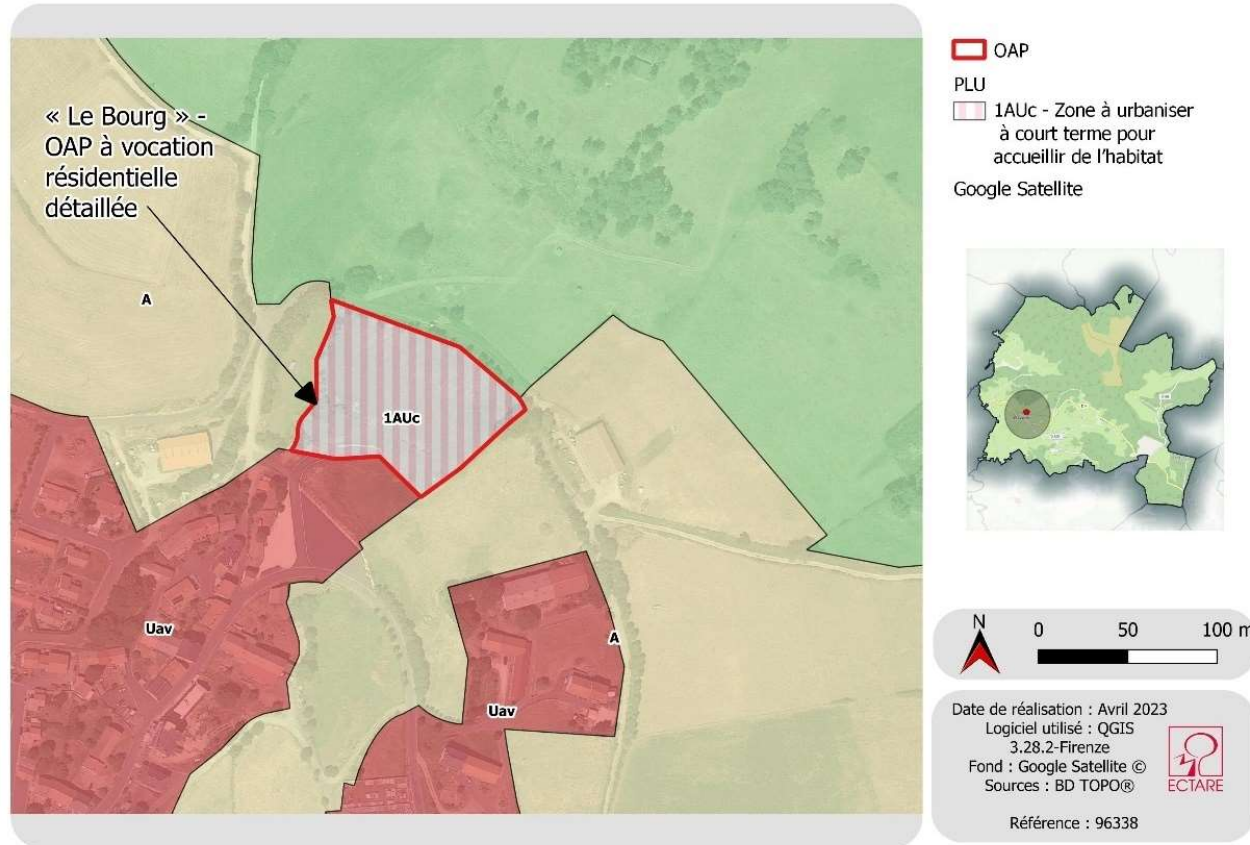 « Le Bourg » -
OAP à vocation
résidentielle
détaillée
A
1AUc
Uav
A
Uav
OAP
PLU
1AUc - Zone à urbaniser
à court terme pour
accueillir de l'habitat
Google Satellite
N
0 50 100 m
Date de réalisation : Avril 2023
Logiciel utilisé : QGIS
3.28.2-Firenze
Fond : Google Satellite ©
Sources : BD TOPO®
ECTARE
Référence : 96338